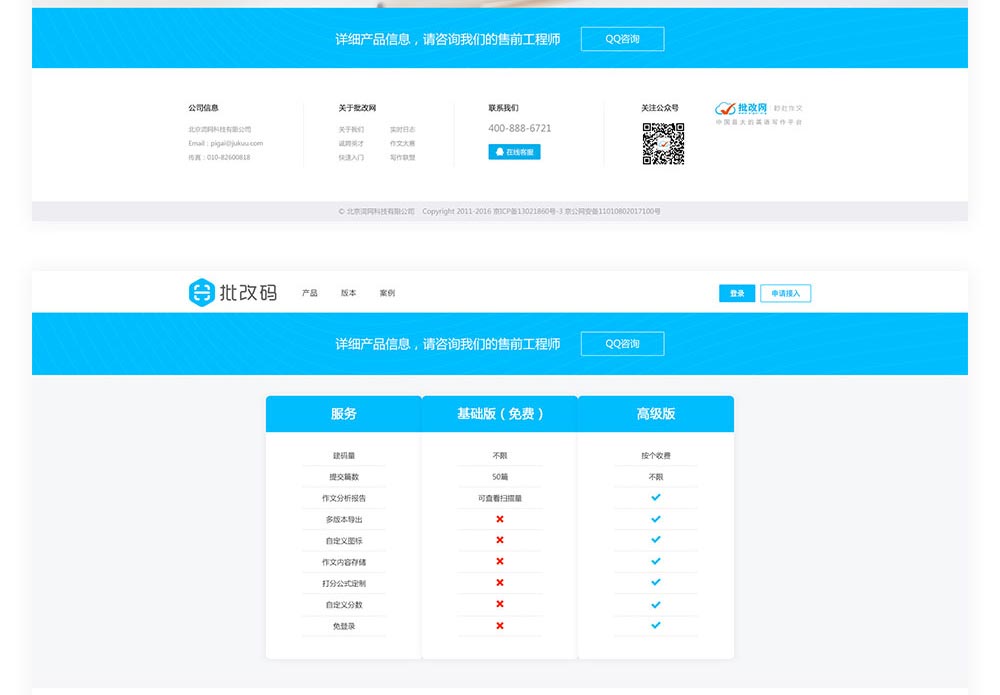 详细产品信息，请咨询我们的售前工程师 QQ咨询
公司信息 关于批改网 联系我们 关注公众号 批改网
中国最大的英语写作平台
北京词网科技有限公司 关于我们 实时日志 400-888-6721
Email：pigai@jukuu.com 诚聘英才 作文大赛
在线客服
传真：010-82600818 快速入门 写作联盟
© 北京词网科技有限公司 Copyright 2011-2016 京ICP备13021860号-3 京公网安备11010802017100号
批改码 产品 版本 案例 登录 申请接入
详细产品信息，请咨询我们的售前工程师 QQ咨询
服务 基础版（免费） 高级版
建码量 不限 按个收费
提交篇数 50篇 不限
作文分析报告 可查看扫描量
多版本导出
自定义图标
作文内容存储
打分公式定制
自定义分数
免登录